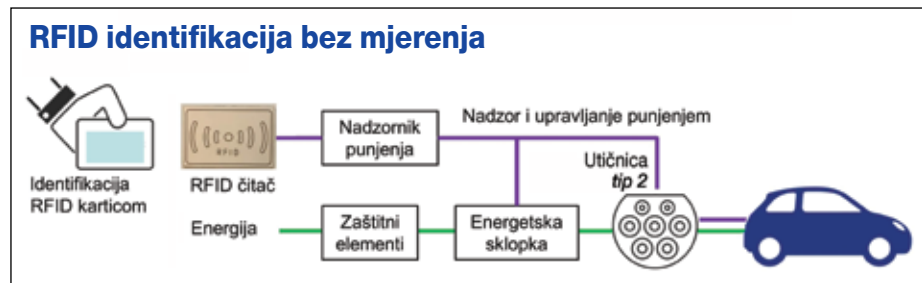 RFID identifikacija bez mjerenja
Identifikacija
RFID karticom
RFID
RFID čitač
Nadzornik
punjenja
Nadzor i upravljanje punjenjem
Utičnica
tip 2
Energija
Zaštitni
elementi
Energetska
sklopka